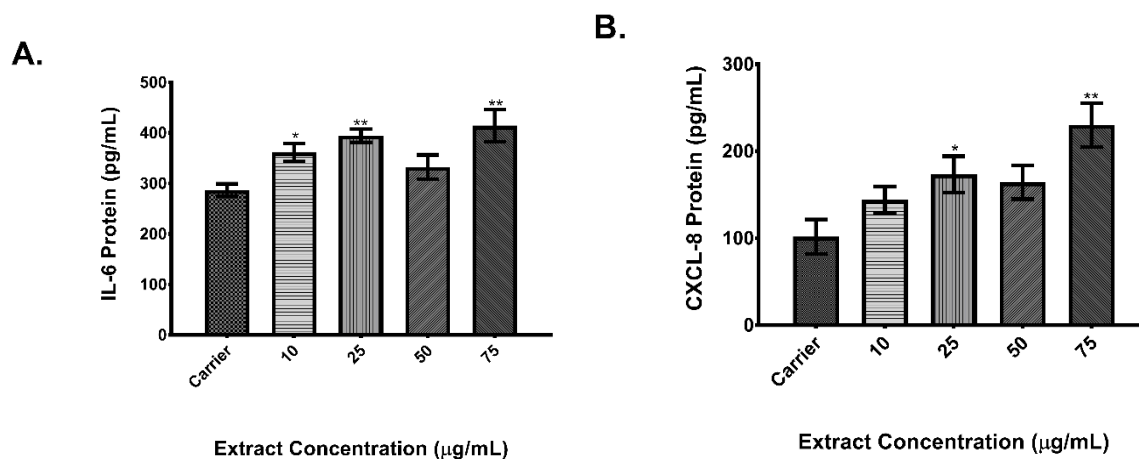 A.
IL-6 Protein (pg/mL)
500
400
300
200
100
0
*
**
**
Carrier
10
25
50
75
Extract Concentration (μg/mL)
B.
CXCL-8 Protein (pg/mL)
300
200
100
0
*
**
Carrier
10
25
50
75
Extract Concentration (μg/mL)